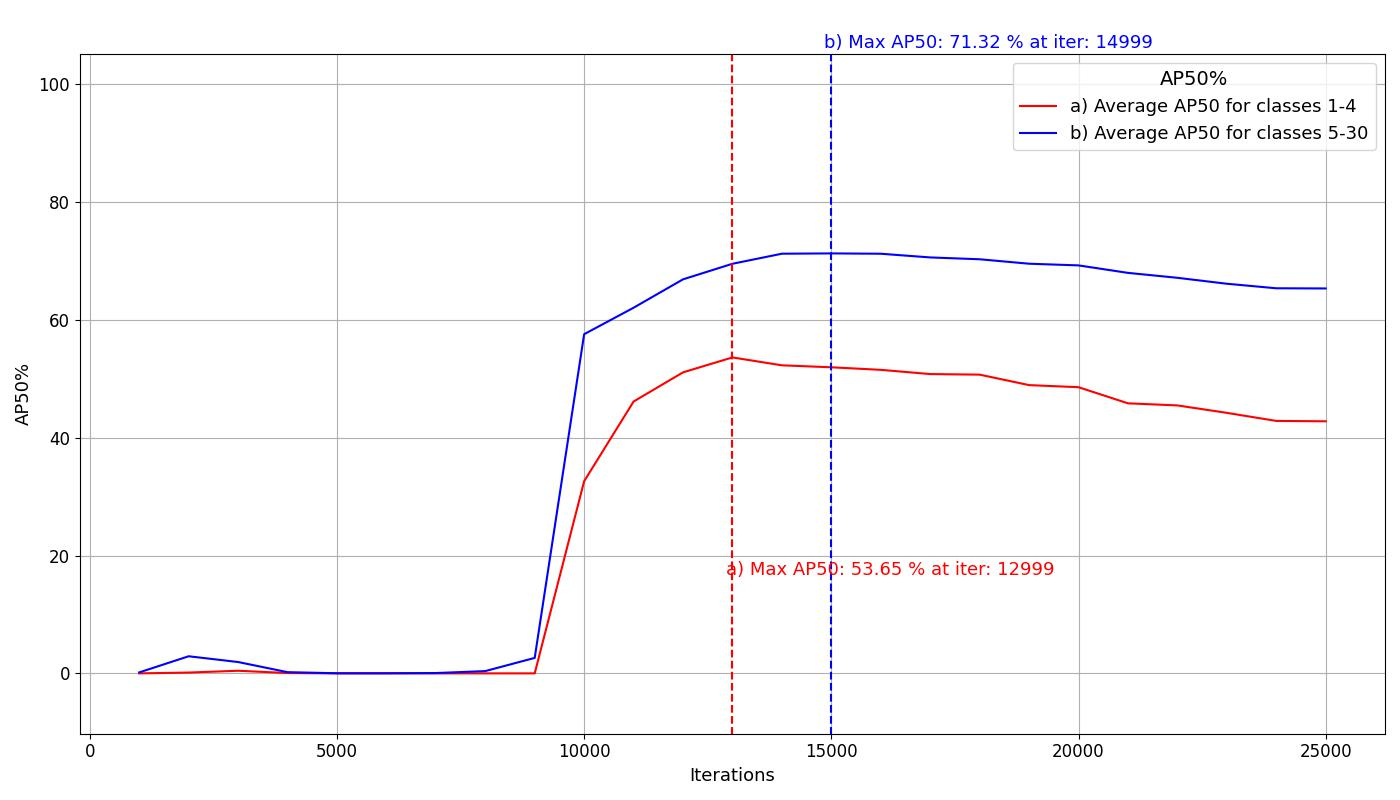 b) Max AP50: 71.32 % at iter: 14999
AP50%
a) Average AP50 for classes 1-4
b) Average AP50 for classes 5-30
100
80
60
40
20
0
AP50%
a) Max AP50: 53.65 % at iter: 12999
0 5000 10000 15000 20000 25000
Iterations